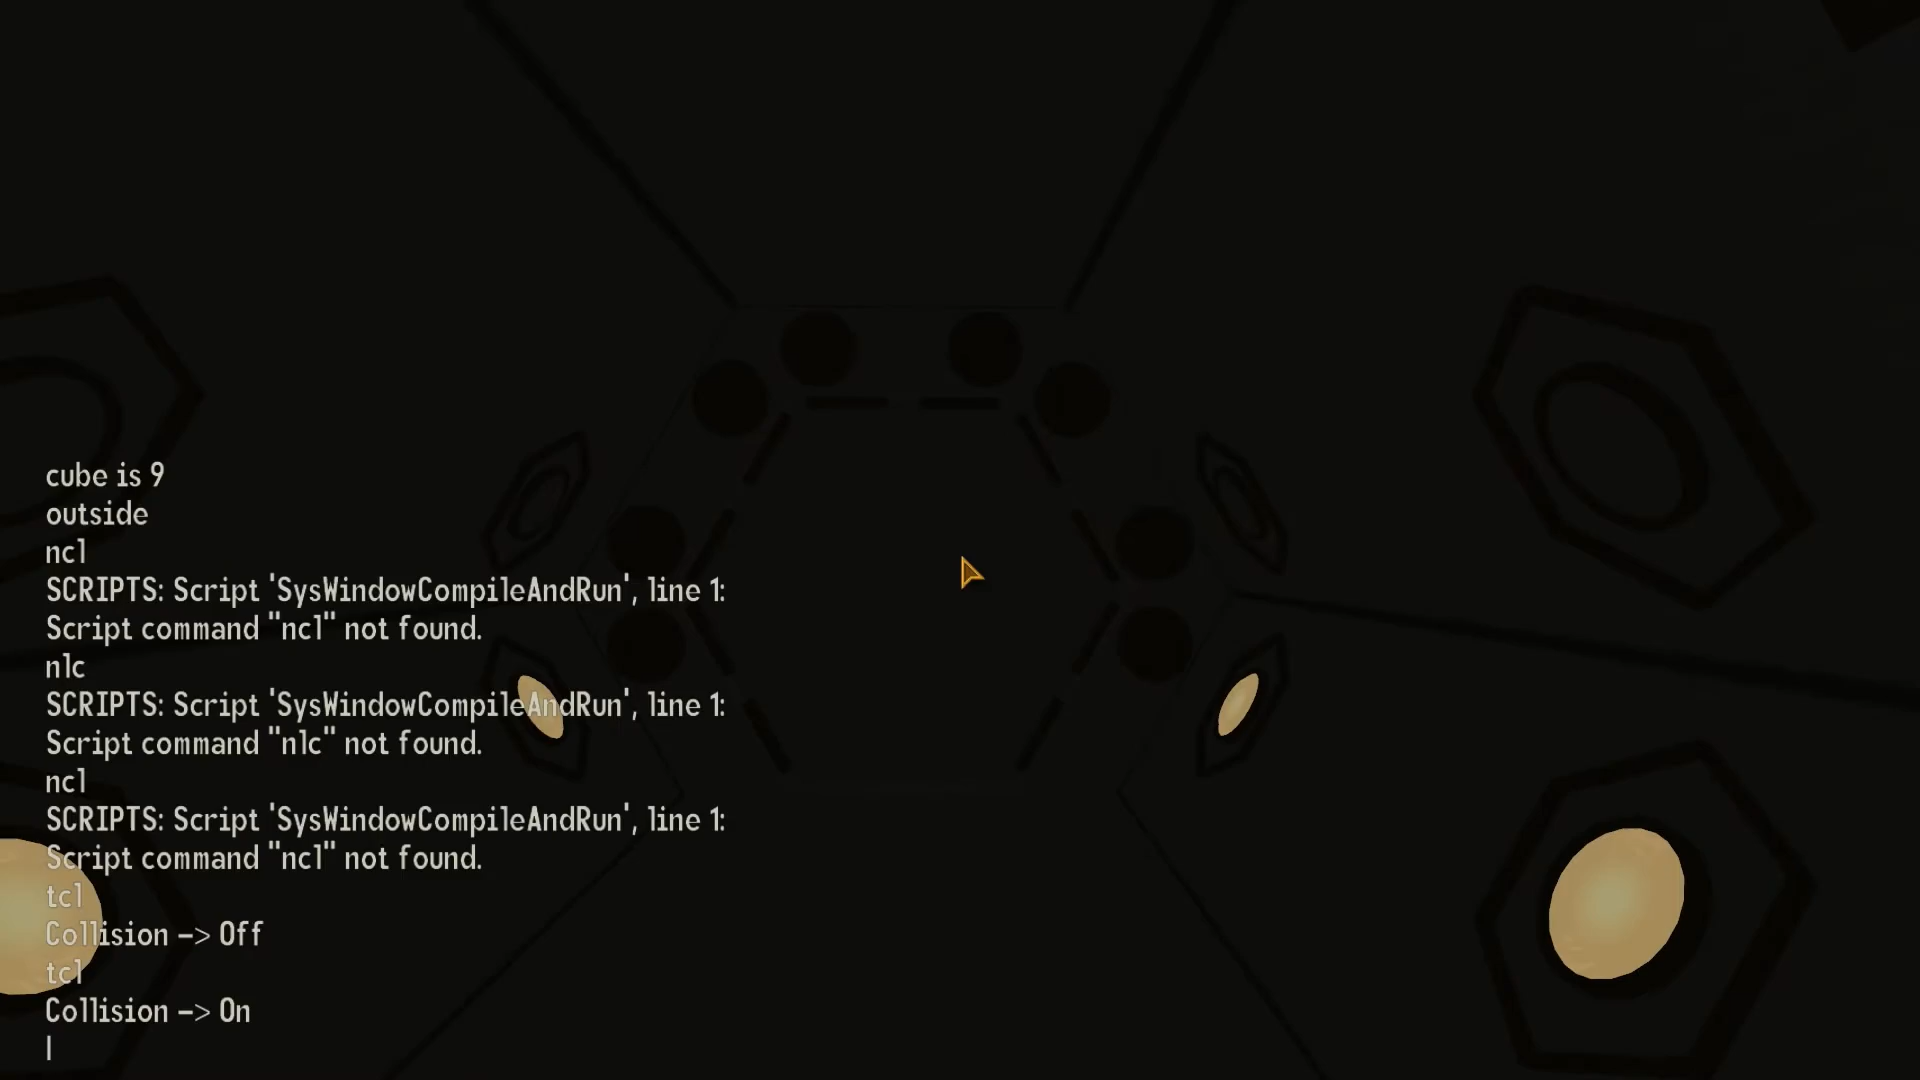 cube is 9
outside
ncl
SCRIPTS: Script 'SysWindowCompileAndRun', line 1:
Script command "ncl" not found.
nlc
SCRIPTS: Script 'SysWindowCompileAndRun', line 1:
Script command "nlc" not found.
ncl
SCRIPTS: Script 'SysWindowCompileAndRun', line 1:
Script command "ncl" not found.
tcl
Collision -> Off
tcl
Collision -> On